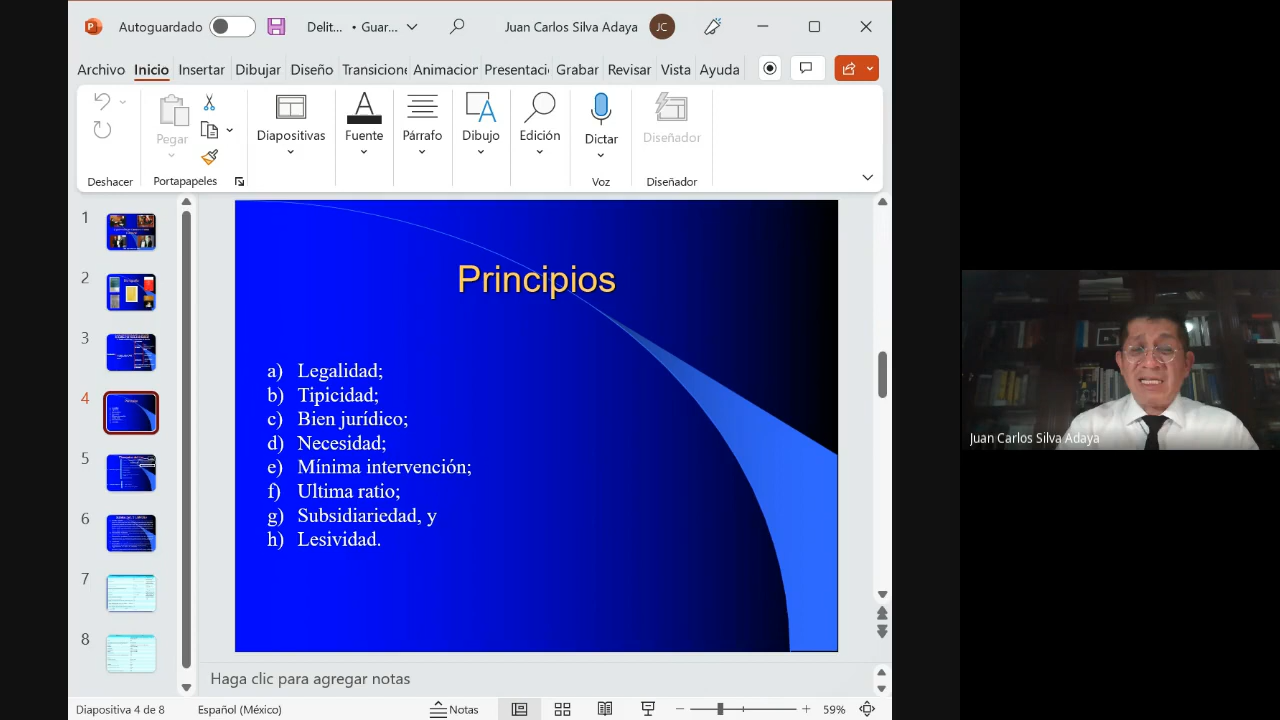 Autoguardado
Delit... • Guar...
Juan Carlos Silva Adaya
JC
Archivo Inicio Insertar Dibujar Diseño Transicione Animacior Presentaci Grabar Revisar Vista Ayuda
Pegar
Diapositivas
Fuente
Párrafo
Dibujo
Edición
Dictar
Diseñador
Deshacer
Portapapeles
Voz
Diseñador
1
2
3
4
5
6
7
8
Principios
a) Legalidad;
b) Tipicidad;
c) Bien jurídico;
d) Necesidad;
e) Mínima intervención;
f) Ultima ratio;
g) Subsidiariedad, y
h) Lesividad.
Haga clic para agregar notas
Diapositiva 4 de 8
Español (México)
Notas
59%
Juan Carlos Silva Adaya